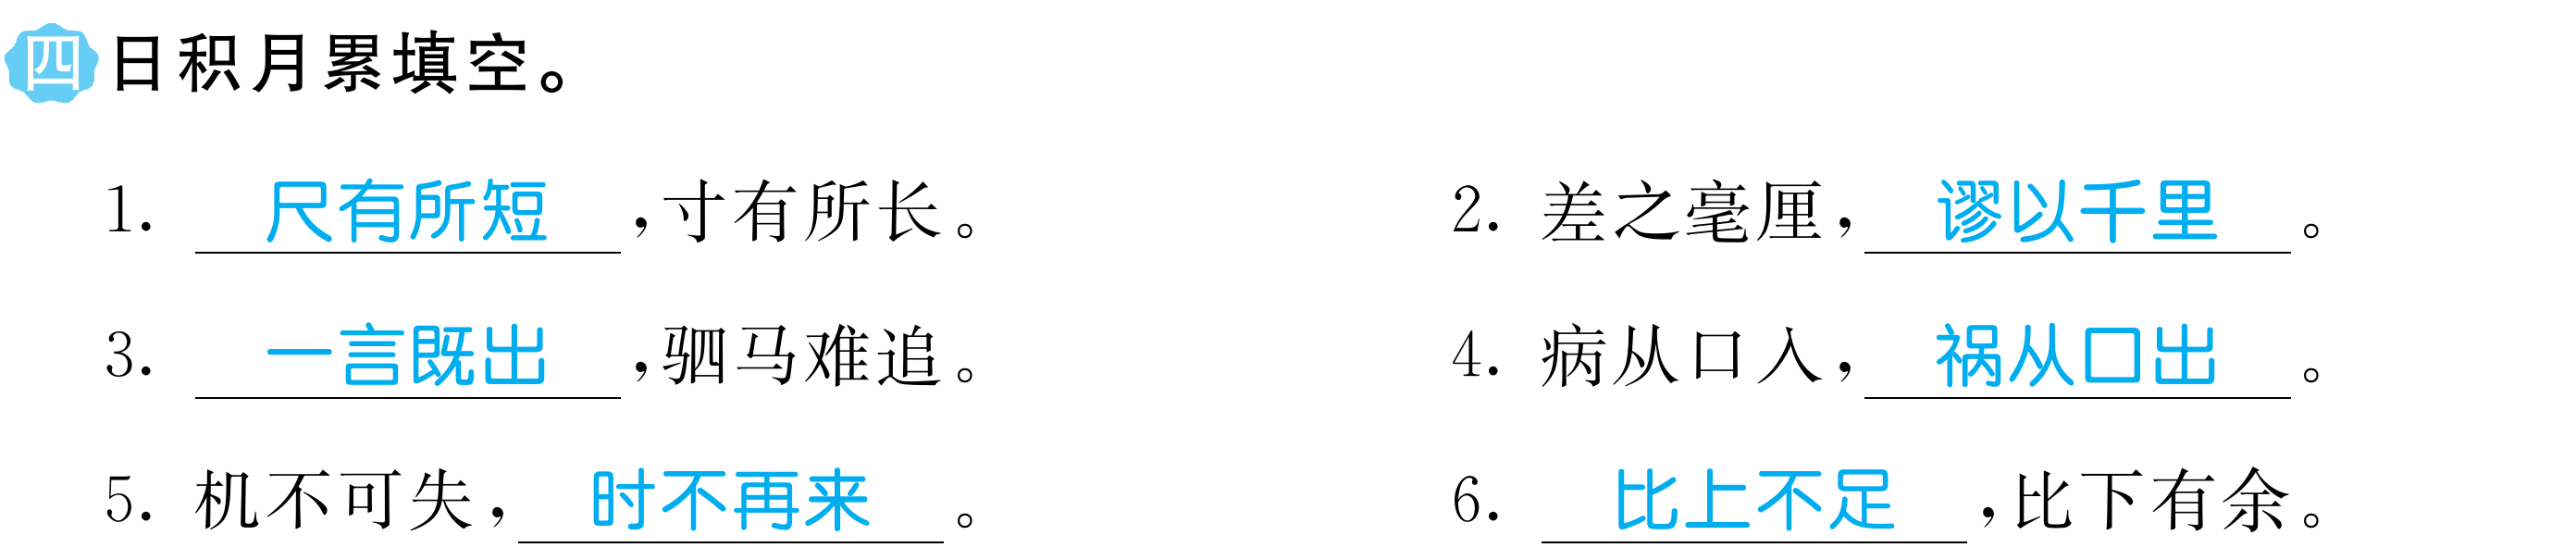 四 日积月累填空。
1. 尺有所短,寸有所长。 2. 差之毫厘,谬以千里。
3. 一言既出,驷马难追。 4. 病从口入,祸从口出。
5. 机不可失,时不再来。 6. 比上不足,比下有余。